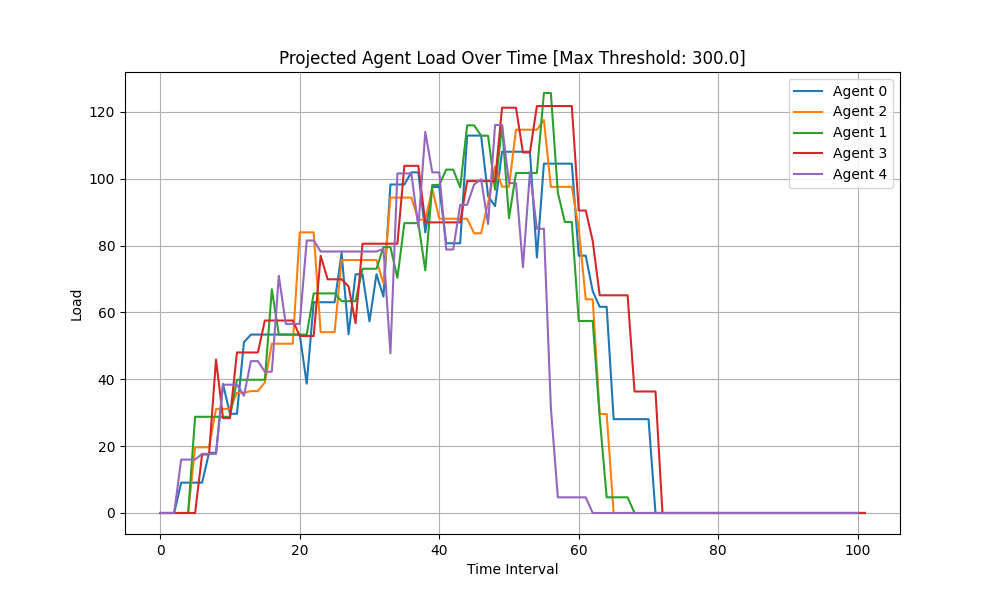 Projected Agent Load Over Time [Max Threshold: 300.0]
Agent 0
Agent 2
Agent 1
Agent 3
Agent 4
Load
120
100
80
60
40
20
0
0 20 40 60 80 100
Time Interval